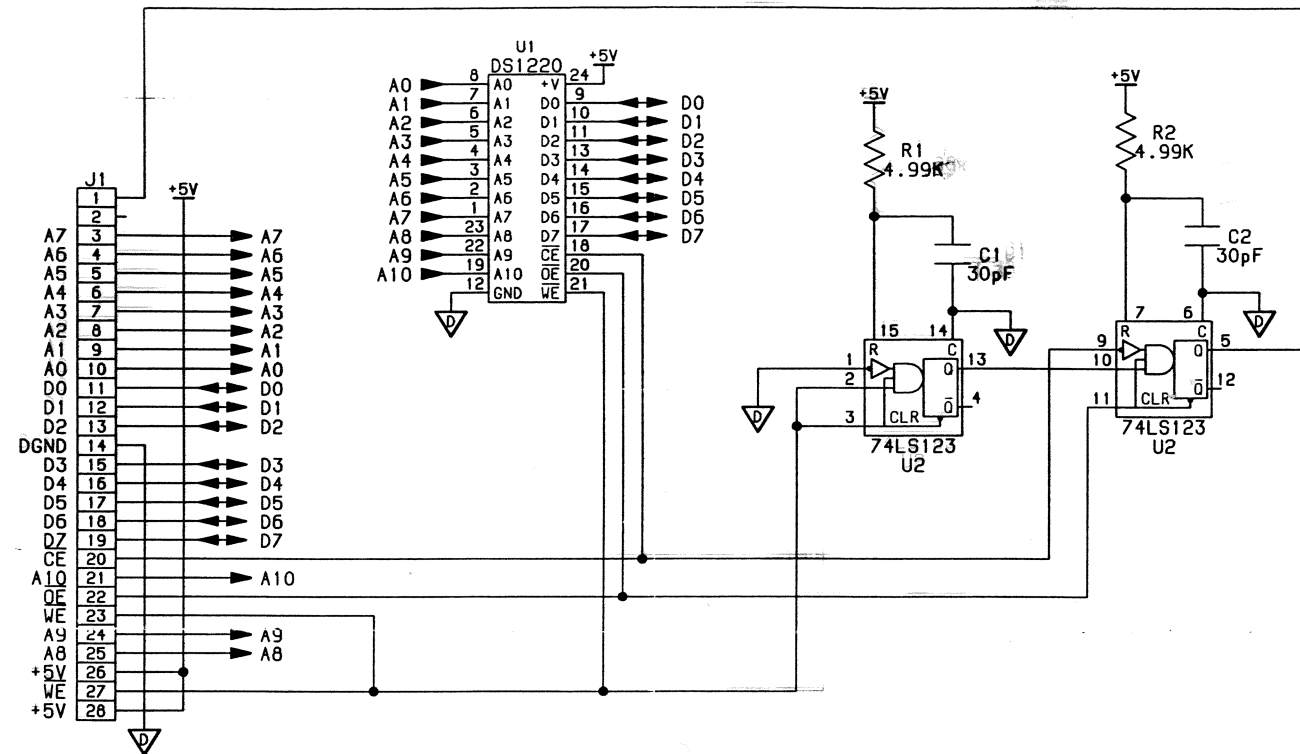 U1
DS1220
+5V
A0 8 A0 +V 24
A1 7 A1 D0 9 D0
A2 6 A2 D1 10 D1
A3 5 A3 D2 11 D2
A4 4 A4 D3 13 D3
A5 3 A5 D4 14 D4
A6 2 A6 D5 15 D5
A7 1 A7 D6 16 D6
A8 23 A8 D7 17 D7
A9 22 A9 CE 18
A10 19 A10 OE 20
12 GND WE 21
D
J1
+5V
1
2
A7 3 A7
A6 4 A6
A5 5 A5
A4 6 A4
A3 7 A3
A2 8 A2
A1 9 A1
A0 10 A0
D0 11 D0
D1 12 D1
D2 13 D2
DGND 14
D3 15 D3
D4 16 D4
D5 17 D5
D6 18 D6
D7 19 D7
CE 20
A10 21 A10
OE 22
WE 23
A9 24 A9
A8 25 A8
+5V 26
WE 27
+5V 28
D
+5V
R1
4.99K
C1
30pF
D
15 14
R C
1 Q 13
2
Q 4
3 CLR
D
74LS123
U2
+5V
R2
4.99K
C2
30pF
D
7 6
R C
9 Q 5
10
Q 12
11 CLR
74LS123
U2